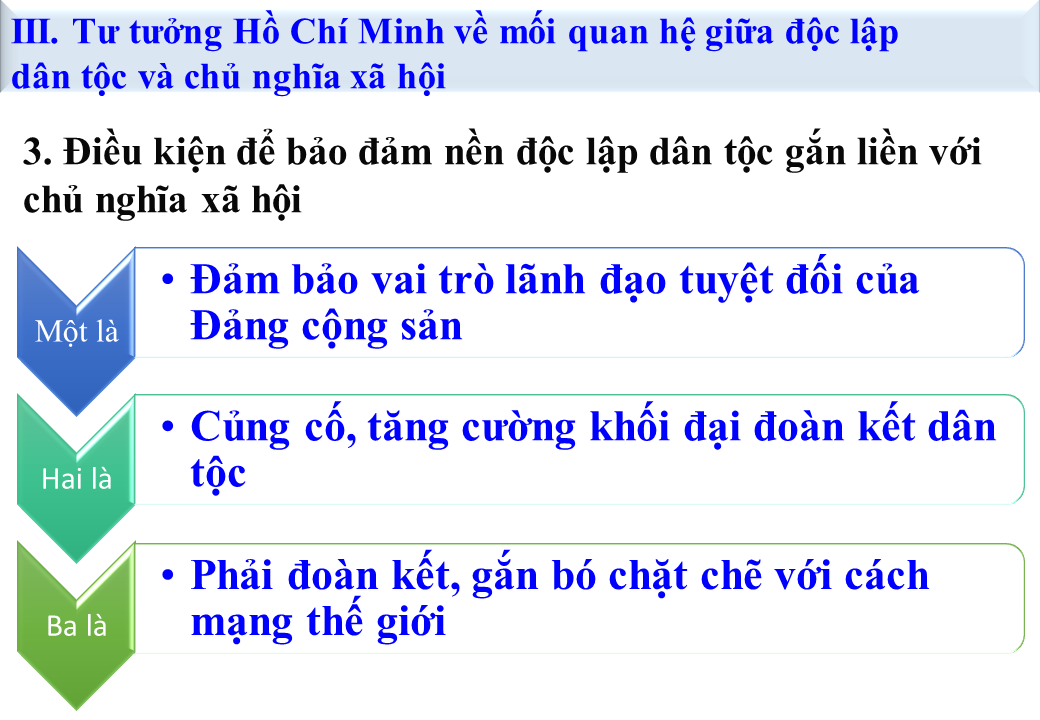 III. Tư tưởng Hồ Chí Minh về mối quan hệ giữa độc lập
dân tộc và chủ nghĩa xã hội
3. Điều kiện để bảo đảm nền độc lập dân tộc gắn liền với
chủ nghĩa xã hội
Một là
• Đảm bảo vai trò lãnh đạo tuyệt đối của
Đảng cộng sản
Hai là
• Củng cố, tăng cường khối đại đoàn kết dân
tộc
Ba là
• Phải đoàn kết, gắn bó chặt chẽ với cách
mạng thế giới